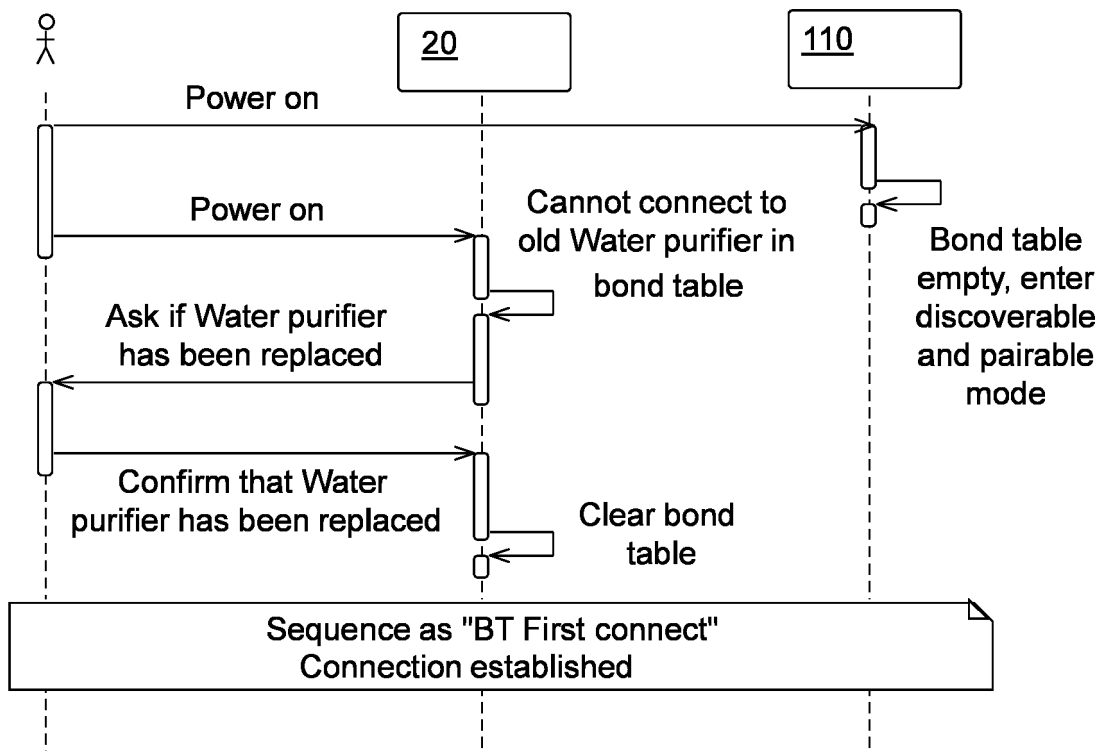 20
110
Power on
Power on
Cannot connect to
old Water purifier in
bond table
Bond table
empty, enter
discoverable
and pairable
mode
Ask if Water purifier
has been replaced
Confirm that Water
purifier has been replaced
Clear bond
table
Sequence as "BT First connect"
Connection established